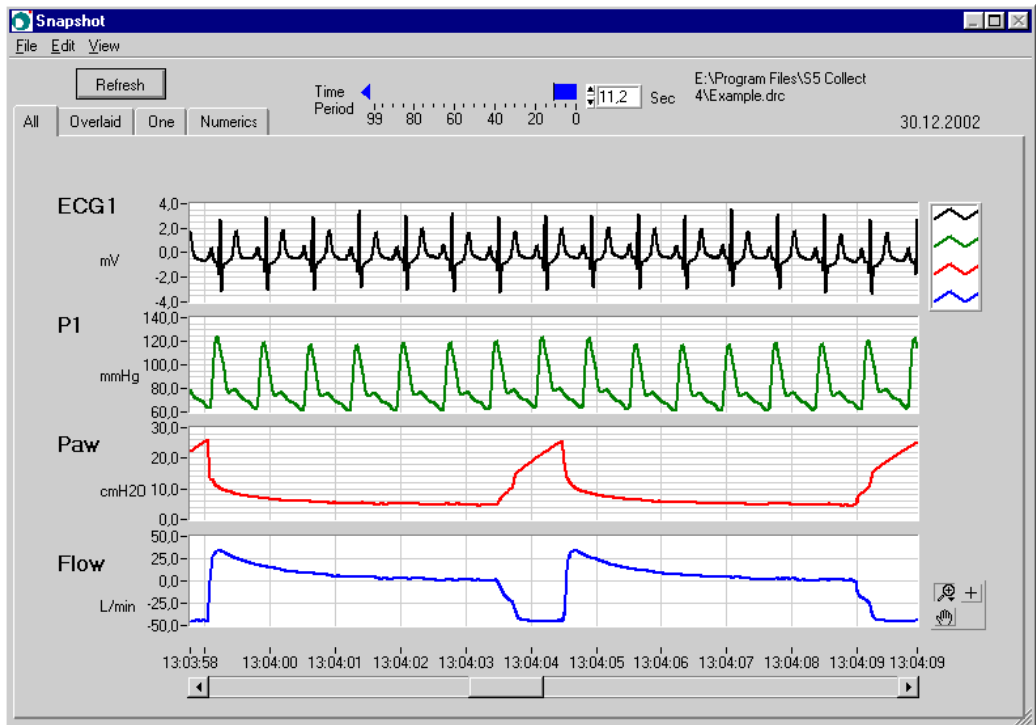 Snapshot
File Edit View
Refresh
Time Period
99 80 60 40 20 0
11,2 Sec
E:\Program Files\S5 Collect
4\Example.drc
All Overlaid One Numerics
30.12.2002
ECG1
mV
4,0
2,0
0,0
-2,0
-4,0
P1
mmHg
140,0
120,0
100,0
80,0
60,0
Paw
cmH2O
30,0
20,0
10,0
0,0
Flow
L/min
50,0
25,0
0,0
-25,0
-50,0
13:03:58 13:04:00 13:04:01 13:04:02 13:04:03 13:04:04 13:04:05 13:04:06 13:04:07 13:04:08 13:04:09 13:04:09